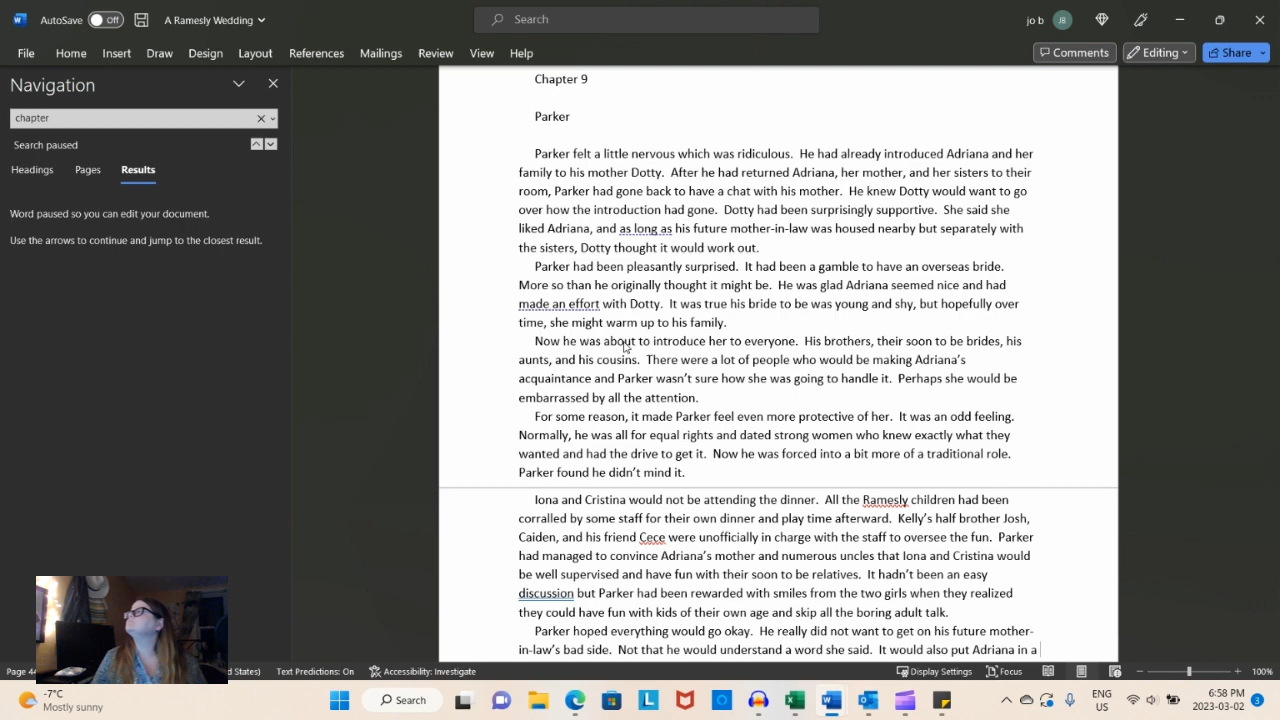 AutoSave Off A Ramesly Wedding Search jo b JB
File Home Insert Draw Design Layout References Mailings Review View Help Comments Editing Share
Navigation
chapter
Search paused
Headings Pages Results
Word paused so you can edit your document.
Use the arrows to continue and jump to the closest result.
Chapter 9
Parker
Parker felt a little nervous which was ridiculous. He had already introduced Adriana and her
family to his mother Dotty. After he had returned Adriana, her mother, and her sisters to their
room, Parker had gone back to have a chat with his mother. He knew Dotty would want to go
over how the introduction had gone. Dotty had been surprisingly supportive. She said she
liked Adriana, and as long as his future mother-in-law was housed nearby but separately with
the sisters, Dotty thought it would work out.
Parker had been pleasantly surprised. It had been a gamble to have an overseas bride.
More so than he originally thought it might be. He was glad Adriana seemed nice and had
made an effort with Dotty. It was true his bride to be was young and shy, but hopefully over
time, she might warm up to his family.
Now he was about to introduce her to everyone. His brothers, their soon to be brides, his
aunts, and his cousins. There were a lot of people who would be making Adriana's
acquaintance and Parker wasn't sure how she was going to handle it. Perhaps she would be
embarrassed by all the attention.
For some reason, it made Parker feel even more protective of her. It was an odd feeling.
Normally, he was all for equal rights and dated strong women who knew exactly what they
wanted and had the drive to get it. Now he was forced into a bit more of a traditional role.
Parker found he didn't mind it.
Iona and Cristina would not be attending the dinner. All the Ramesly children had been
corralled by some staff for their own dinner and play time afterward. Kelly's half brother Josh,
Caiden, and his friend Cece were unofficially in charge with the staff to oversee the fun. Parker
had managed to convince Adriana's mother and numerous uncles that Iona and Cristina would
be well supervised and have fun with their soon to be relatives. It hadn't been an easy
discussion but Parker had been rewarded with smiles from the two girls when they realized
they could have fun with kids of their own age and skip all the boring adult talk.
Parker hoped everything would go okay. He really did not want to get on his future mother-
in-law's bad side. Not that he would understand a word she said. It would also put Adriana in a
Page 44 d States) Text Predictions: On Accessibility: Investigate Display Settings Focus 100%
-7°C
Mostly sunny
Search
ENG
US
6:58 PM
2023-03-02
3